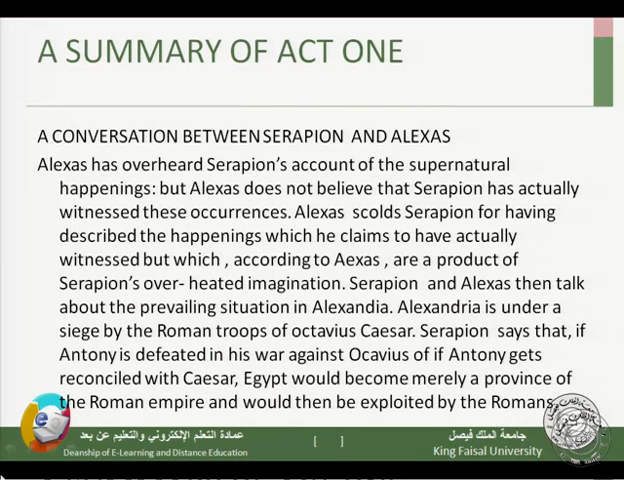 A SUMMARY OF ACT ONE
A CONVERSATION BETWEEN SERAPION AND ALEXAS
Alexas has overheard Serapion's account of the supernatural
happenings: but Alexas does not believe that Serapion has actually
witnessed these occurrences. Alexas scolds Serapion for having
described the happenings which he claims to have actually
witnessed but which , according to Aexas , are a product of
Serapion's over- heated imagination. Serapion and Alexas then talk
about the prevailing situation in Alexandia. Alexandria is under a
siege by the Roman troops of octavius Caesar. Serapion says that, if
Antony is defeated in his war against Ocavius of if Antony gets
reconciled with Caesar, Egypt would become merely a province of
the Roman empire and would then be exploited by the Romans
عمادة التعلم الإلكتروني والتعليم عن بعد
Deanship of E-Learning and Distance Education
[ ]
جامعة الملك فيصل
King Faisal University